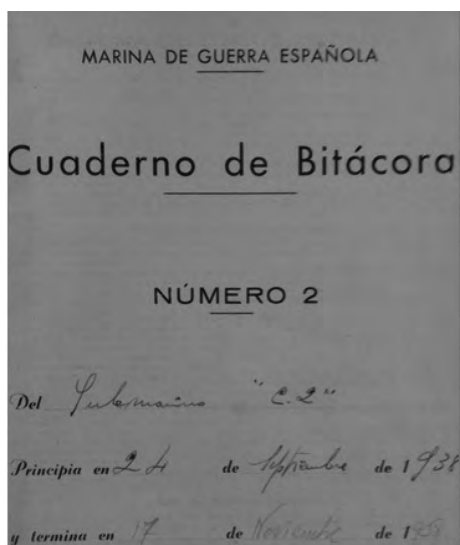 MARINA DE GUERRA ESPAÑOLA
Cuaderno de Bitácora
NÚMERO 2
Del Submarino "C.2"
Principia en 24 de Septiembre de 1938
y termina en 17 de Noviembre de 1938